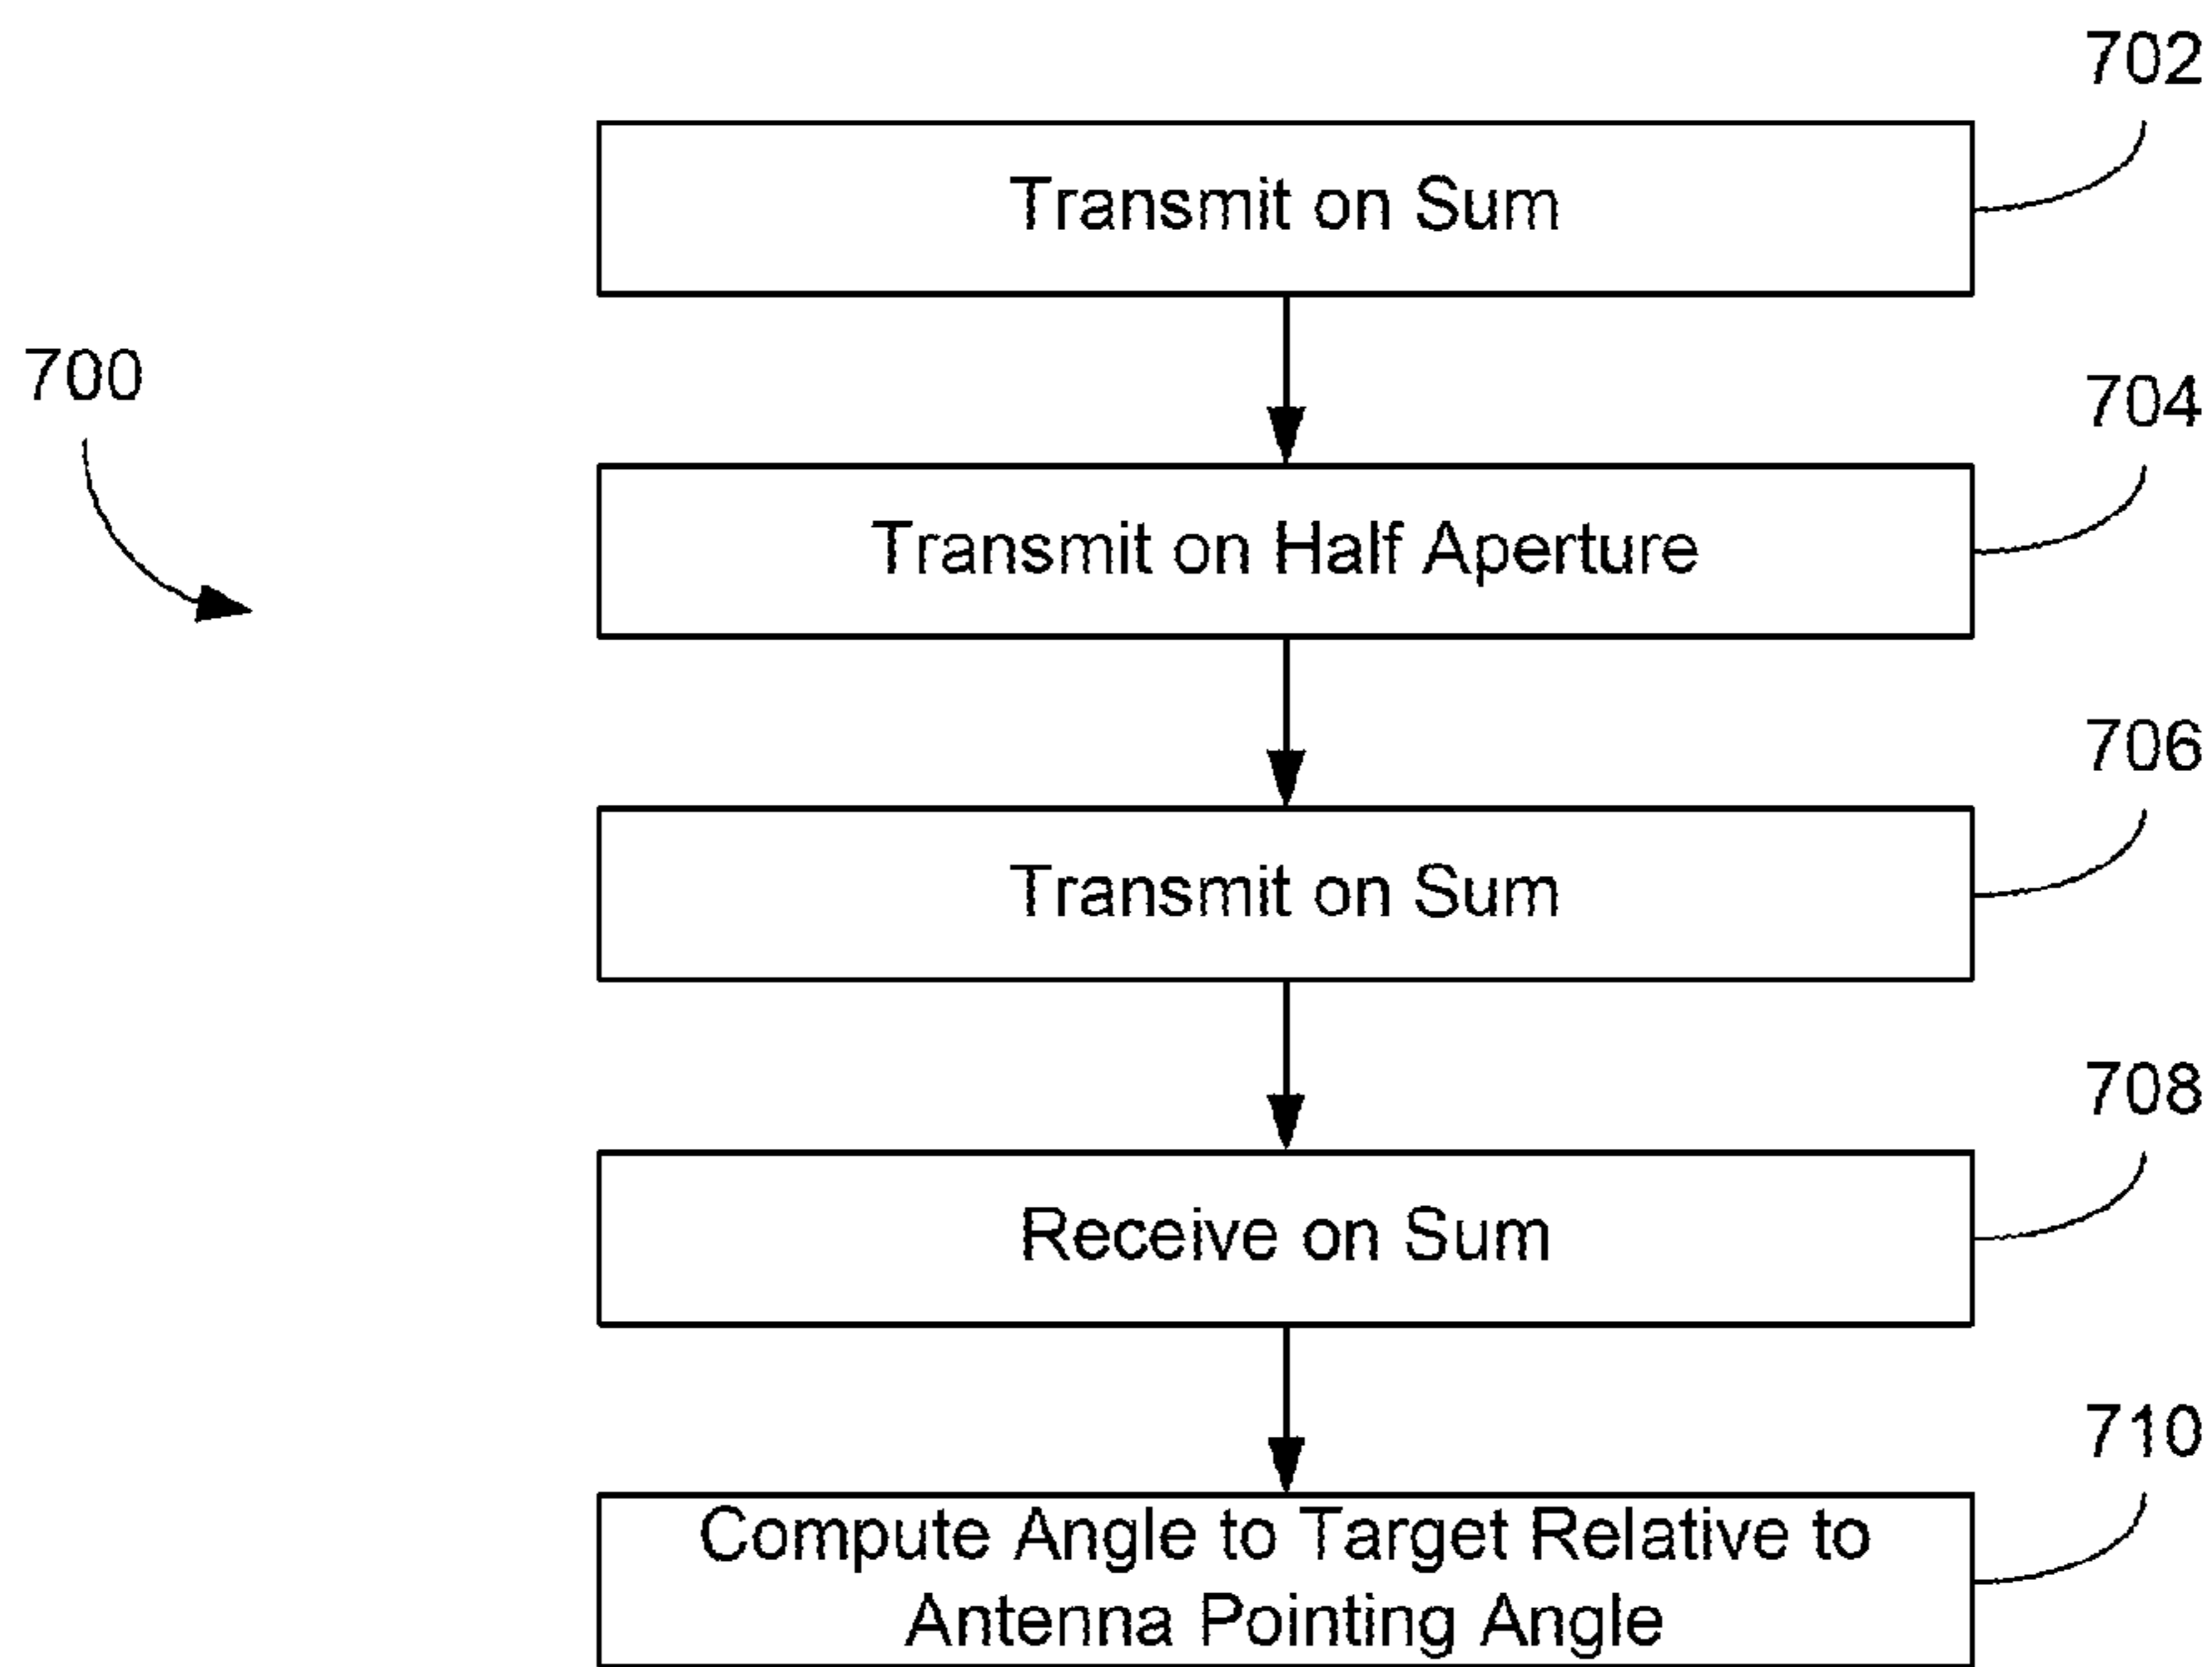 702
Transmit on Sum
700
704
Transmit on Half Aperture
706
Transmit on Sum
708
Receive on Sum
710
Compute Angle to Target Relative to
Antenna Pointing Angle